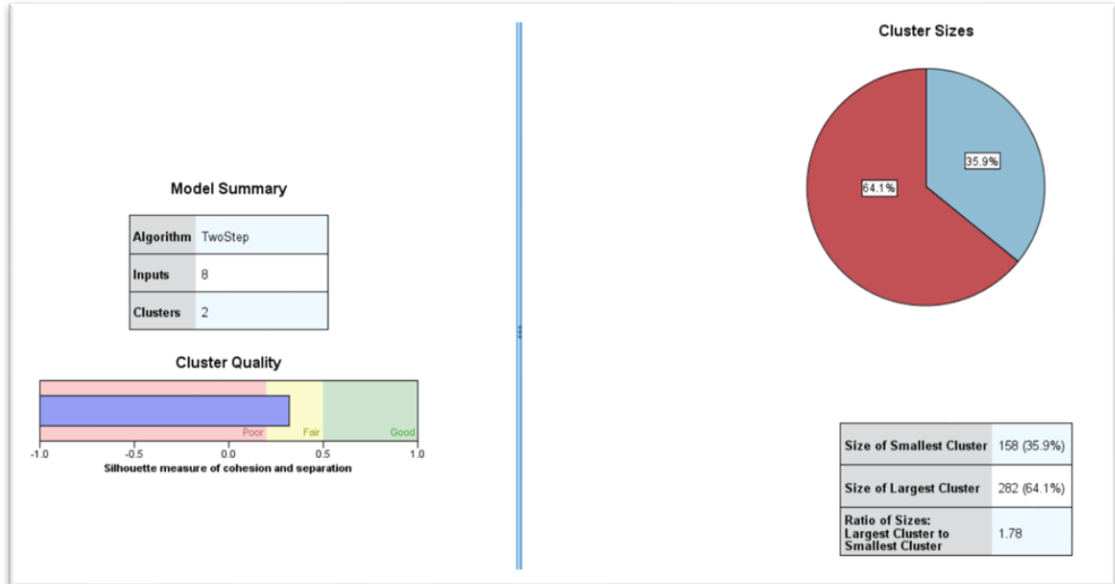 Model Summary
Algorithm TwoStep
Inputs 8
Clusters 2
Cluster Quality
Poor Fair Good
-1.0 -0.5 0.0 0.5 1.0
Silhouette measure of cohesion and separation
Cluster Sizes
35.9%
64.1%
Size of Smallest Cluster 158 (35.9%)
Size of Largest Cluster 282 (64.1%)
Ratio of Sizes:
Largest Cluster to 1.78
Smallest Cluster